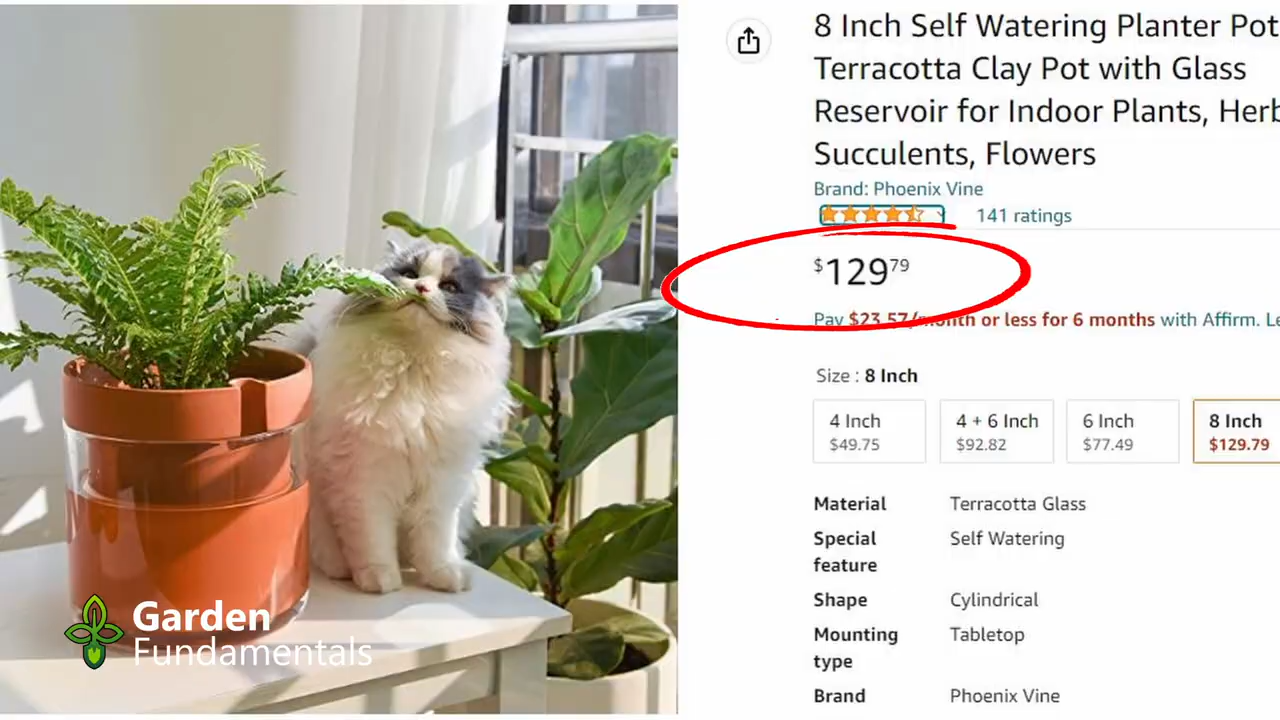 8 Inch Self Watering Planter Pot
Terracotta Clay Pot with Glass
Reservoir for Indoor Plants, Herb
Succulents, Flowers
Brand: Phoenix Vine
141 ratings
$129.79
Pay $23.57/month or less for 6 months with Affirm. Le
Size : 8 Inch
4 Inch
$49.75
4 + 6 Inch
$92.82
6 Inch
$77.49
8 Inch
$129.79
Material Terracotta Glass
Special Self Watering
feature
Shape Cylindrical
Mounting Tabletop
type
Brand Phoenix Vine
Garden
Fundamentals